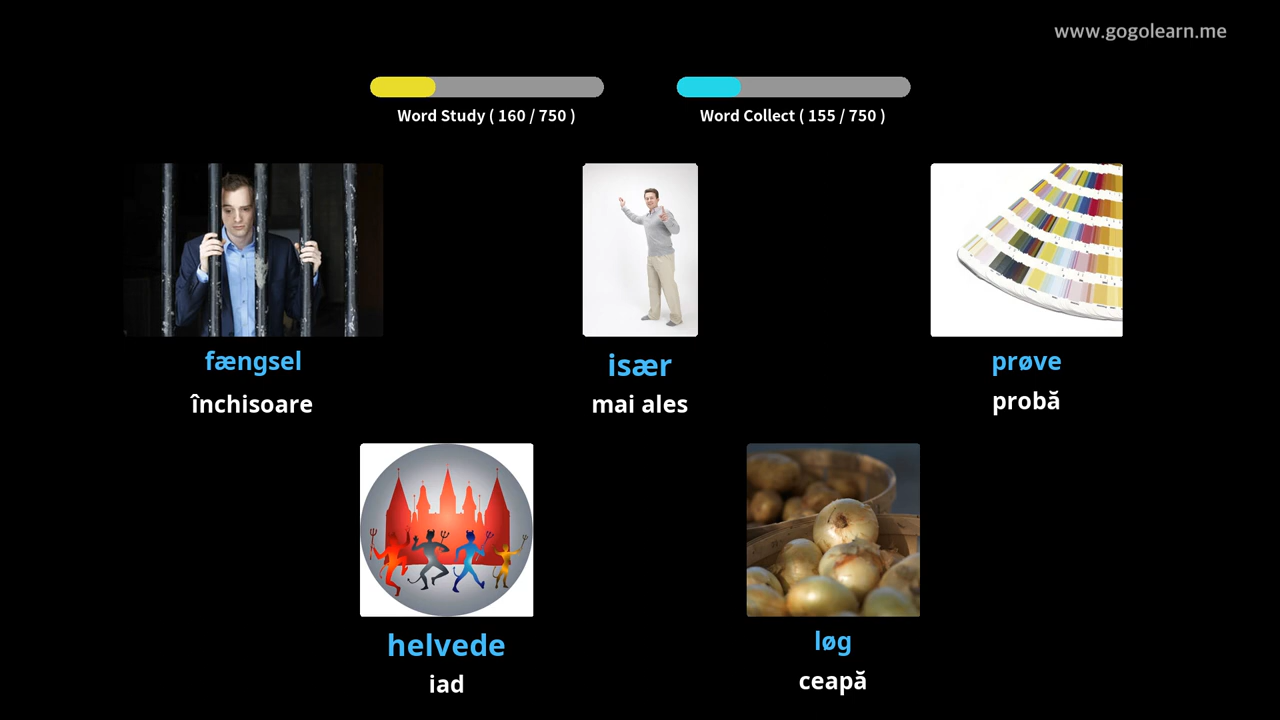 www.gogolearn.me
Word Study ( 160 / 750 )
Word Collect ( 155 / 750 )
fængsel
închisoare
især
mai ales
prøve
probă
helvede
iad
løg
ceapă